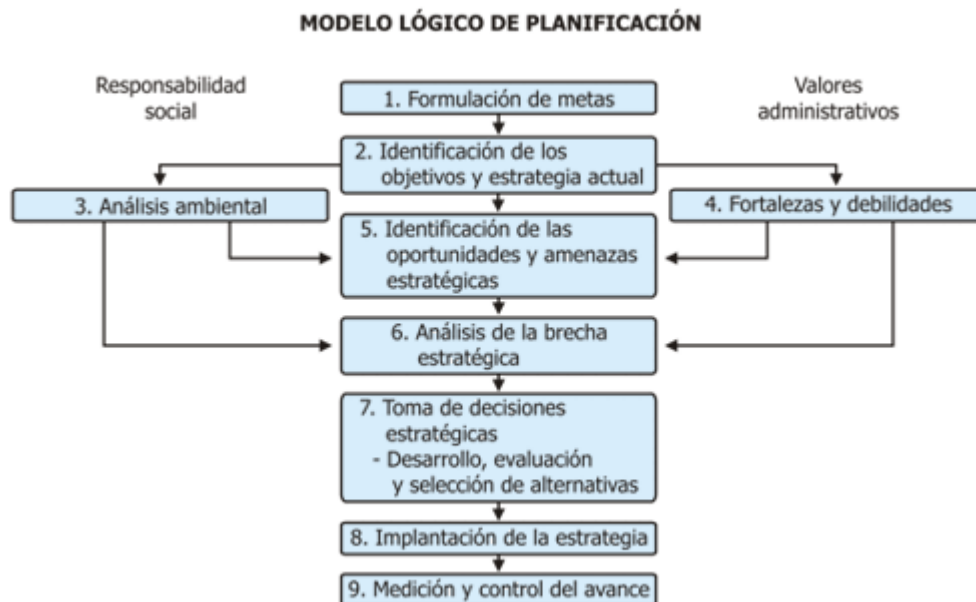 MODELO LÓGICO DE PLANIFICACIÓN
Responsabilidad
social
Valores
administrativos
1. Formulación de metas
2. Identificación de los
objetivos y estrategia actual
3. Análisis ambiental
4. Fortalezas y debilidades
5. Identificación de las
oportunidades y amenazas
estratégicas
6. Análisis de la brecha
estratégica
7. Toma de decisiones
estratégicas
- Desarrollo, evaluación
y selección de alternativas
8. Implantación de la estrategia
9. Medición y control del avance